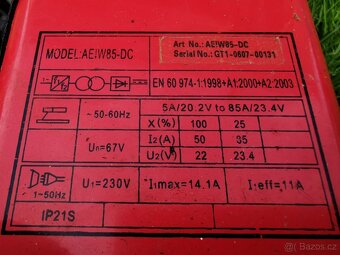 MODEL:AEIW85-DC
Art No.: AEIW85-DC
Serial No.: GT1-0607-00131
EN 60 974-1:1998+A1:2000+A2:2003
5A/20.2V to 85A/23.4V
~50-60Hz
X(%) 100 25
U₀=67V
I₂(A) 50 85
U₂(V) 22 23.4
1~50Hz
U₁=230V
I₁max=14.1A
I₁eff=11A
IP21S
Bazoš.cz